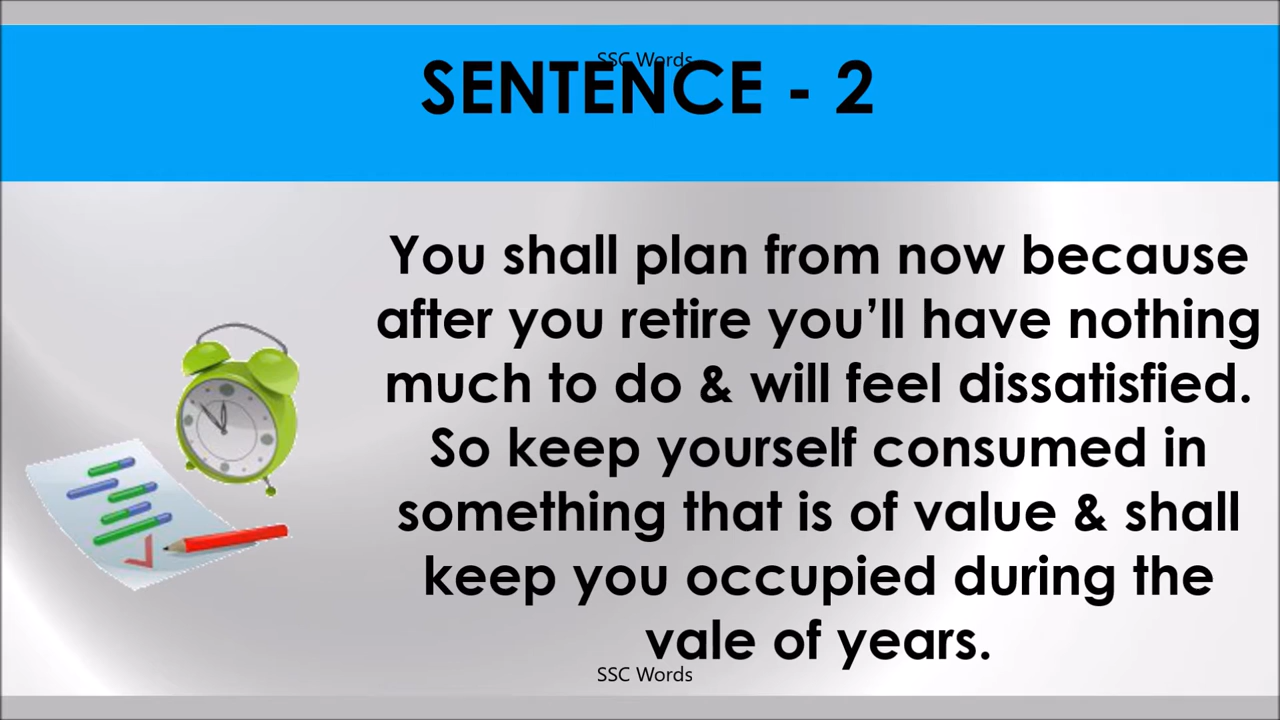 SSC Words
SENTENCE - 2
You shall plan from now because
after you retire you’ll have nothing
much to do & will feel dissatisfied.
So keep yourself consumed in
something that is of value & shall
keep you occupied during the
vale of years.
SSC Words